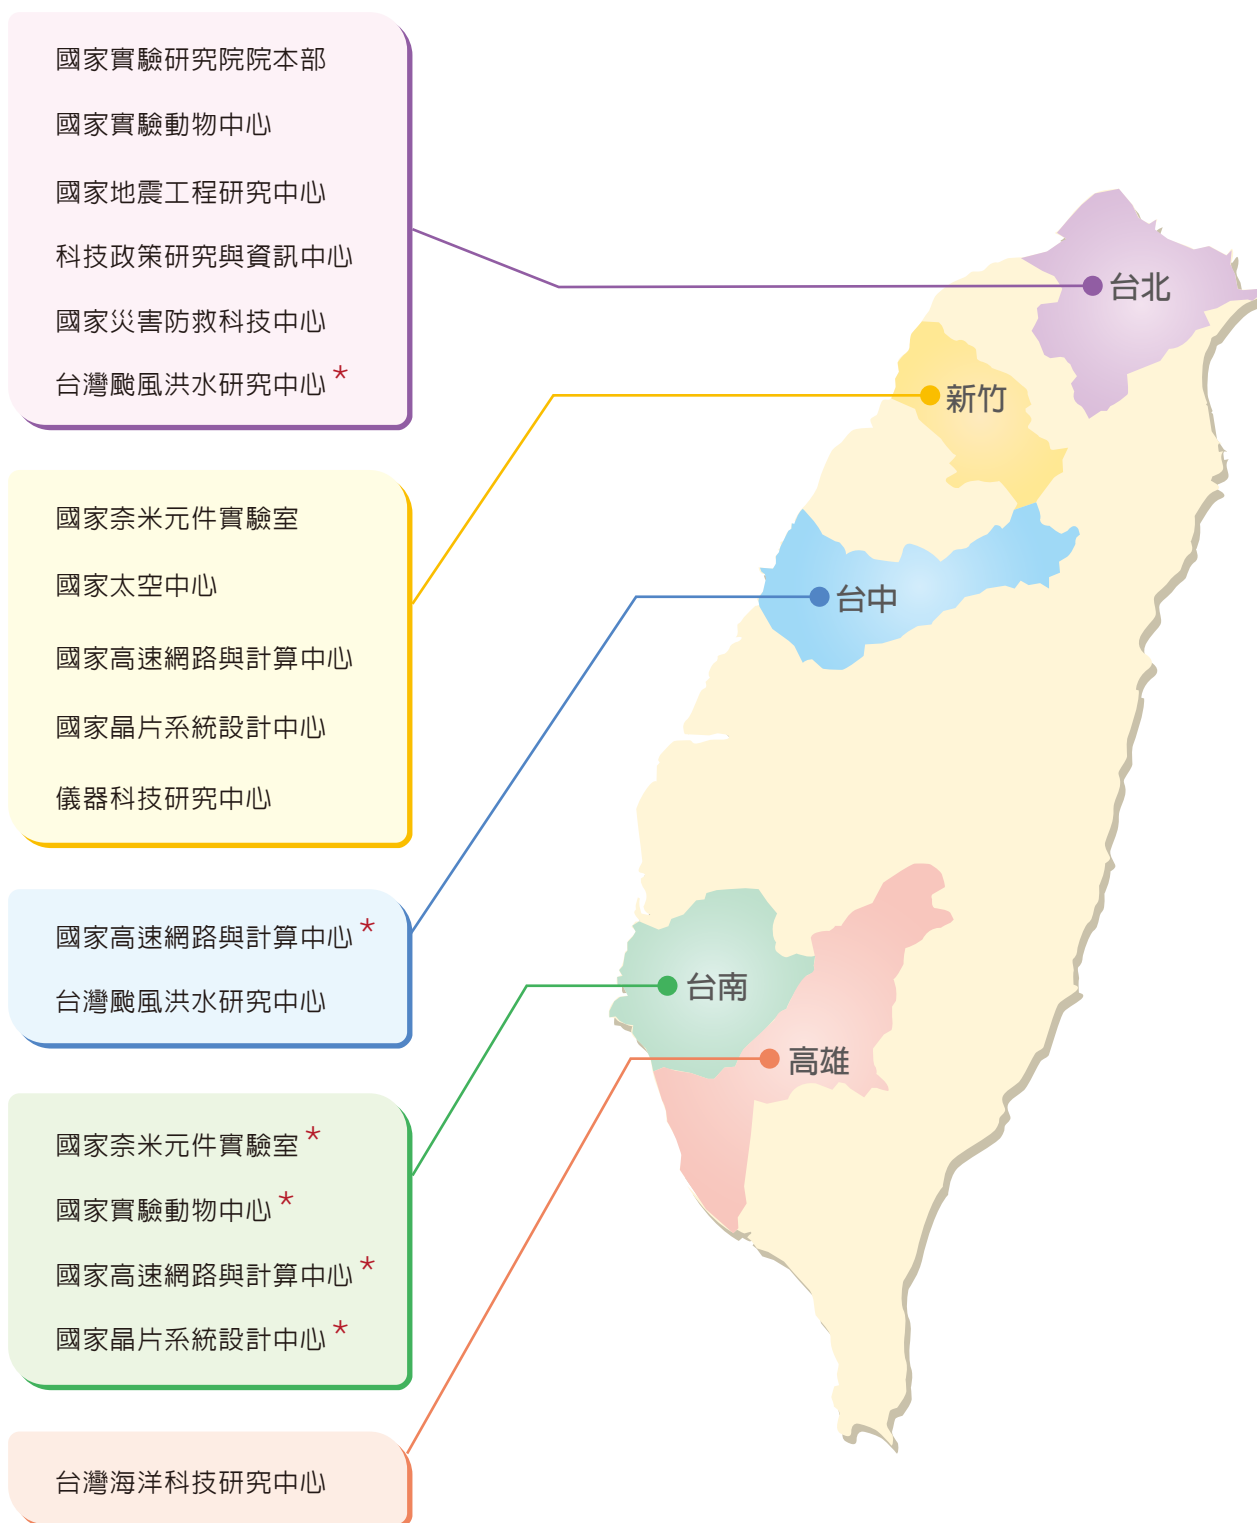 國家實驗研究院院本部
國家實驗動物中心
國家地震工程研究中心
科技政策研究與資訊中心
國家災害防救科技中心
台灣颱風洪水研究中心*
國家奈米元件實驗室
國家太空中心
國家高速網路與計算中心
國家晶片系統設計中心
儀器科技研究中心
國家高速網路與計算中心*
台灣颱風洪水研究中心
國家奈米元件實驗室*
國家實驗動物中心*
國家高速網路與計算中心*
國家晶片系統設計中心*
台灣海洋科技研究中心
台北
新竹
台中
台南
高雄